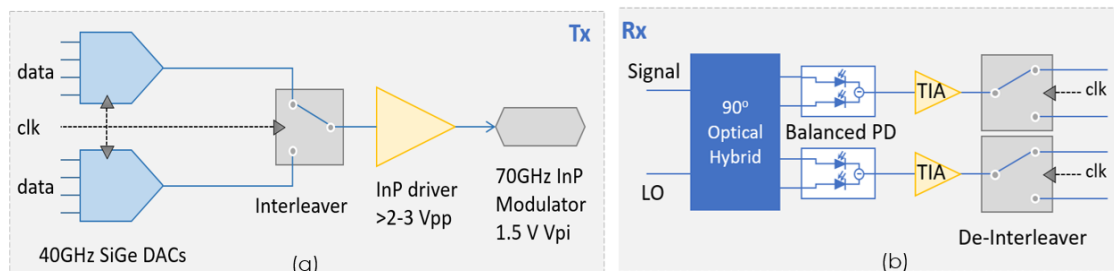 Tx
data
clk
data
Interleaver
InP driver
>2-3 Vpp
70GHz InP
Modulator
1.5 V Vpi
40GHz SiGe DACs
(a)
Rx
Signal
LO
90º
Optical
Hybrid
Balanced PD
TIA
TIA
clk
clk
De-Interleaver
(b)